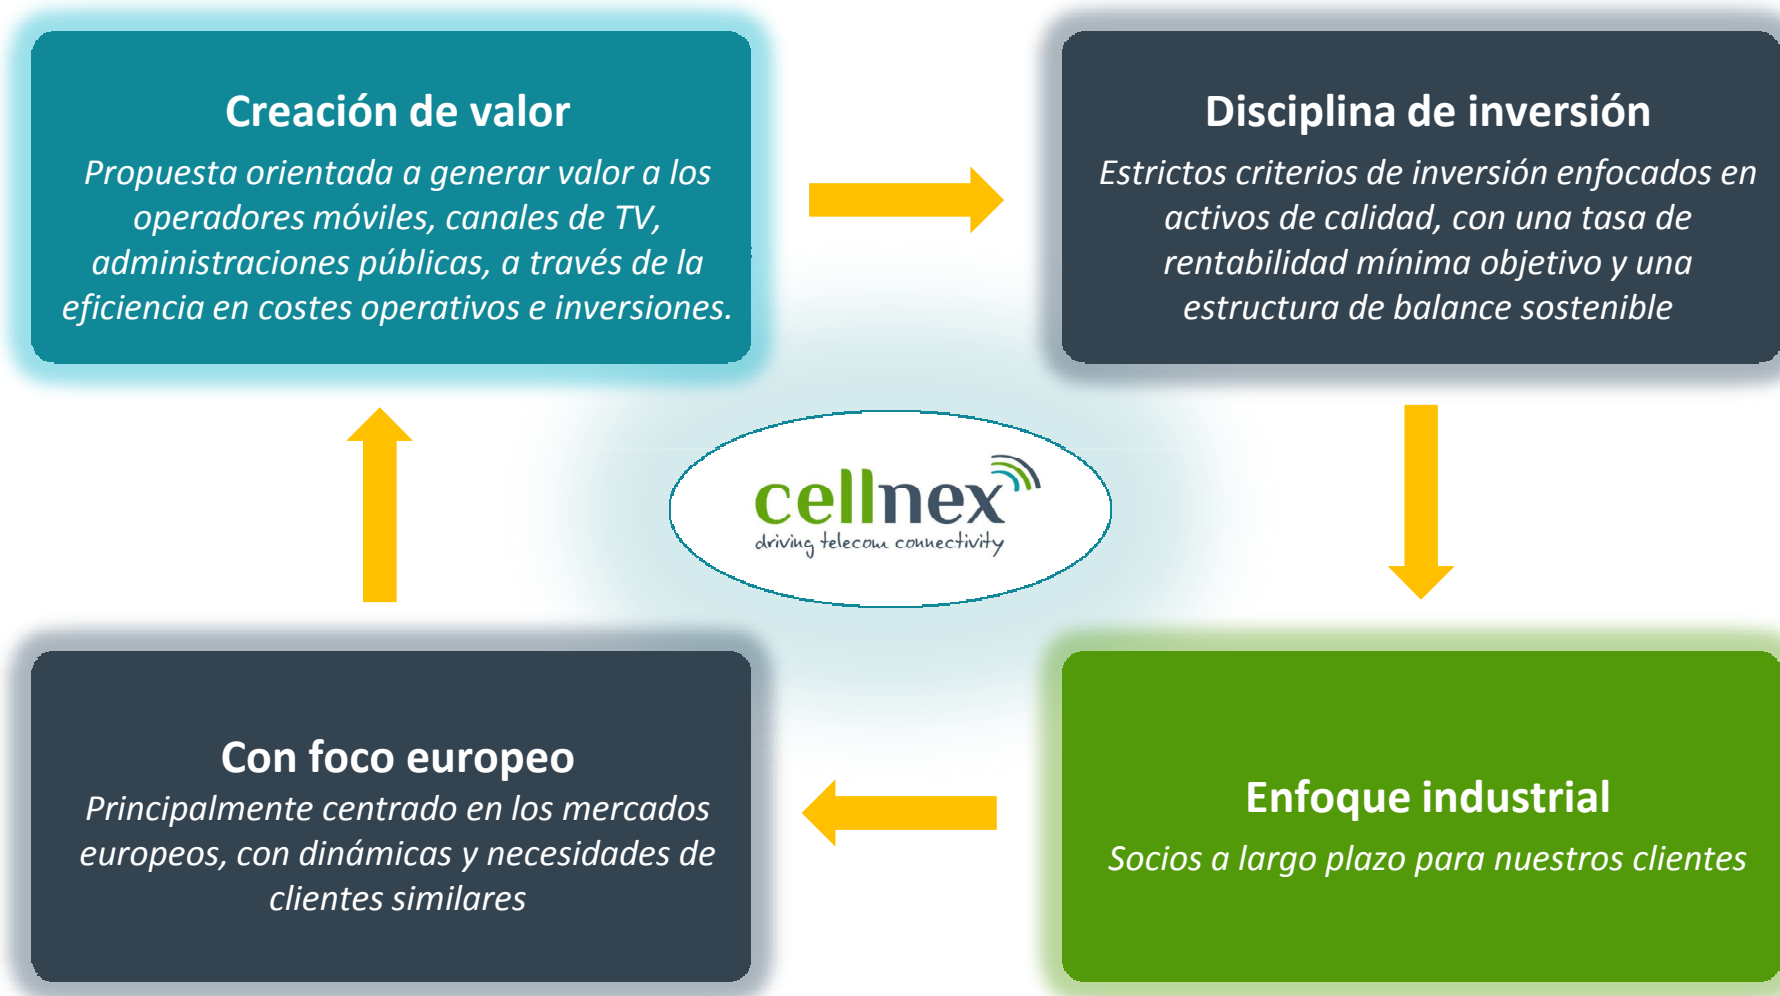 Creación de valor
Propuesta orientada a generar valor a los
operadores móviles, canales de TV,
administraciones públicas, a través de la
eficiencia en costes operativos e inversiones.
Disciplina de inversión
Estrictos criterios de inversión enfocados en
activos de calidad, con una tasa de
rentabilidad mínima objetivo y una
estructura de balance sostenible
cellnex
driving telecom connectivity
Con foco europeo
Principalmente centrado en los mercados
europeos, con dinámicas y necesidades de
clientes similares
Enfoque industrial
Socios a largo plazo para nuestros clientes